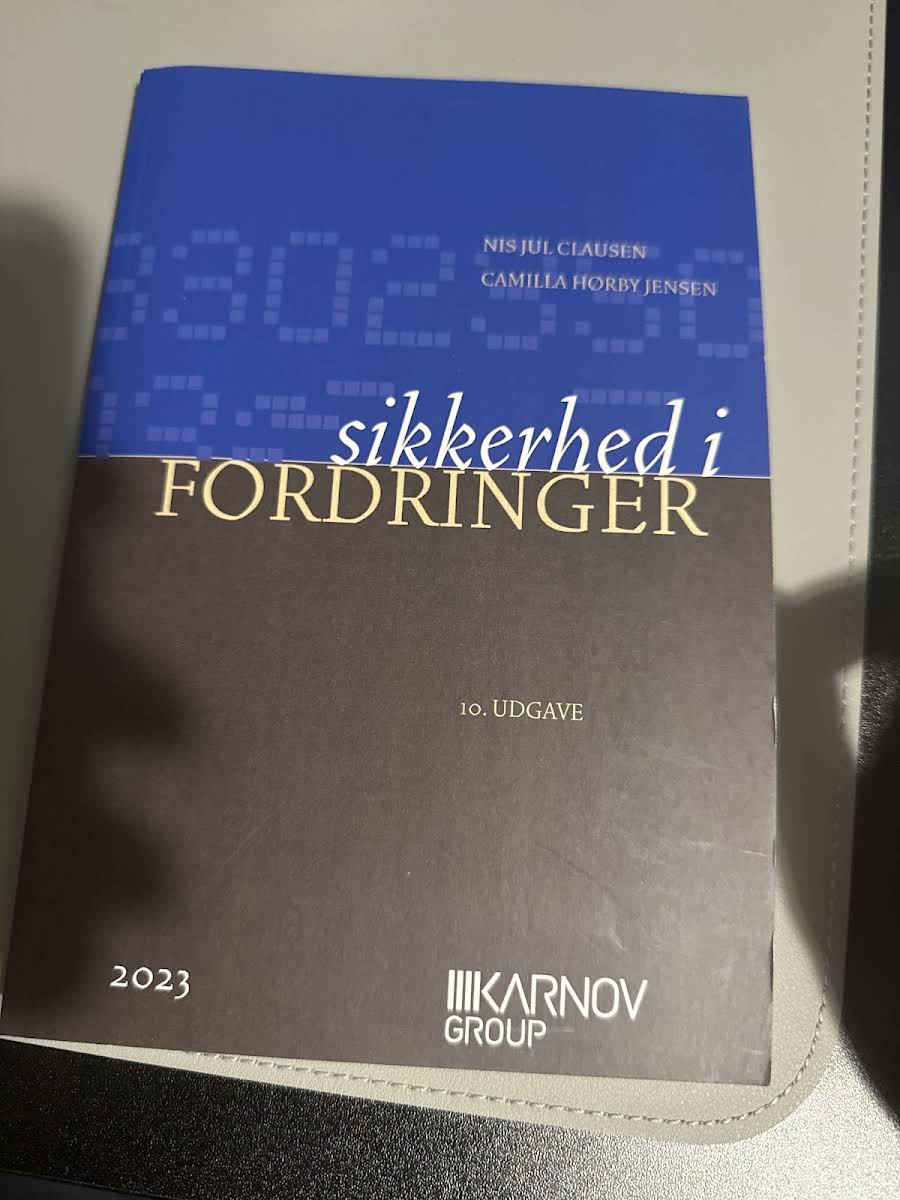 NIS JUL CLAUSEN
CAMILLA HØRBY JENSEN
sikkerhed i
FORDRINGER
10. UDGAVE
2023
KARNOV
GROUP